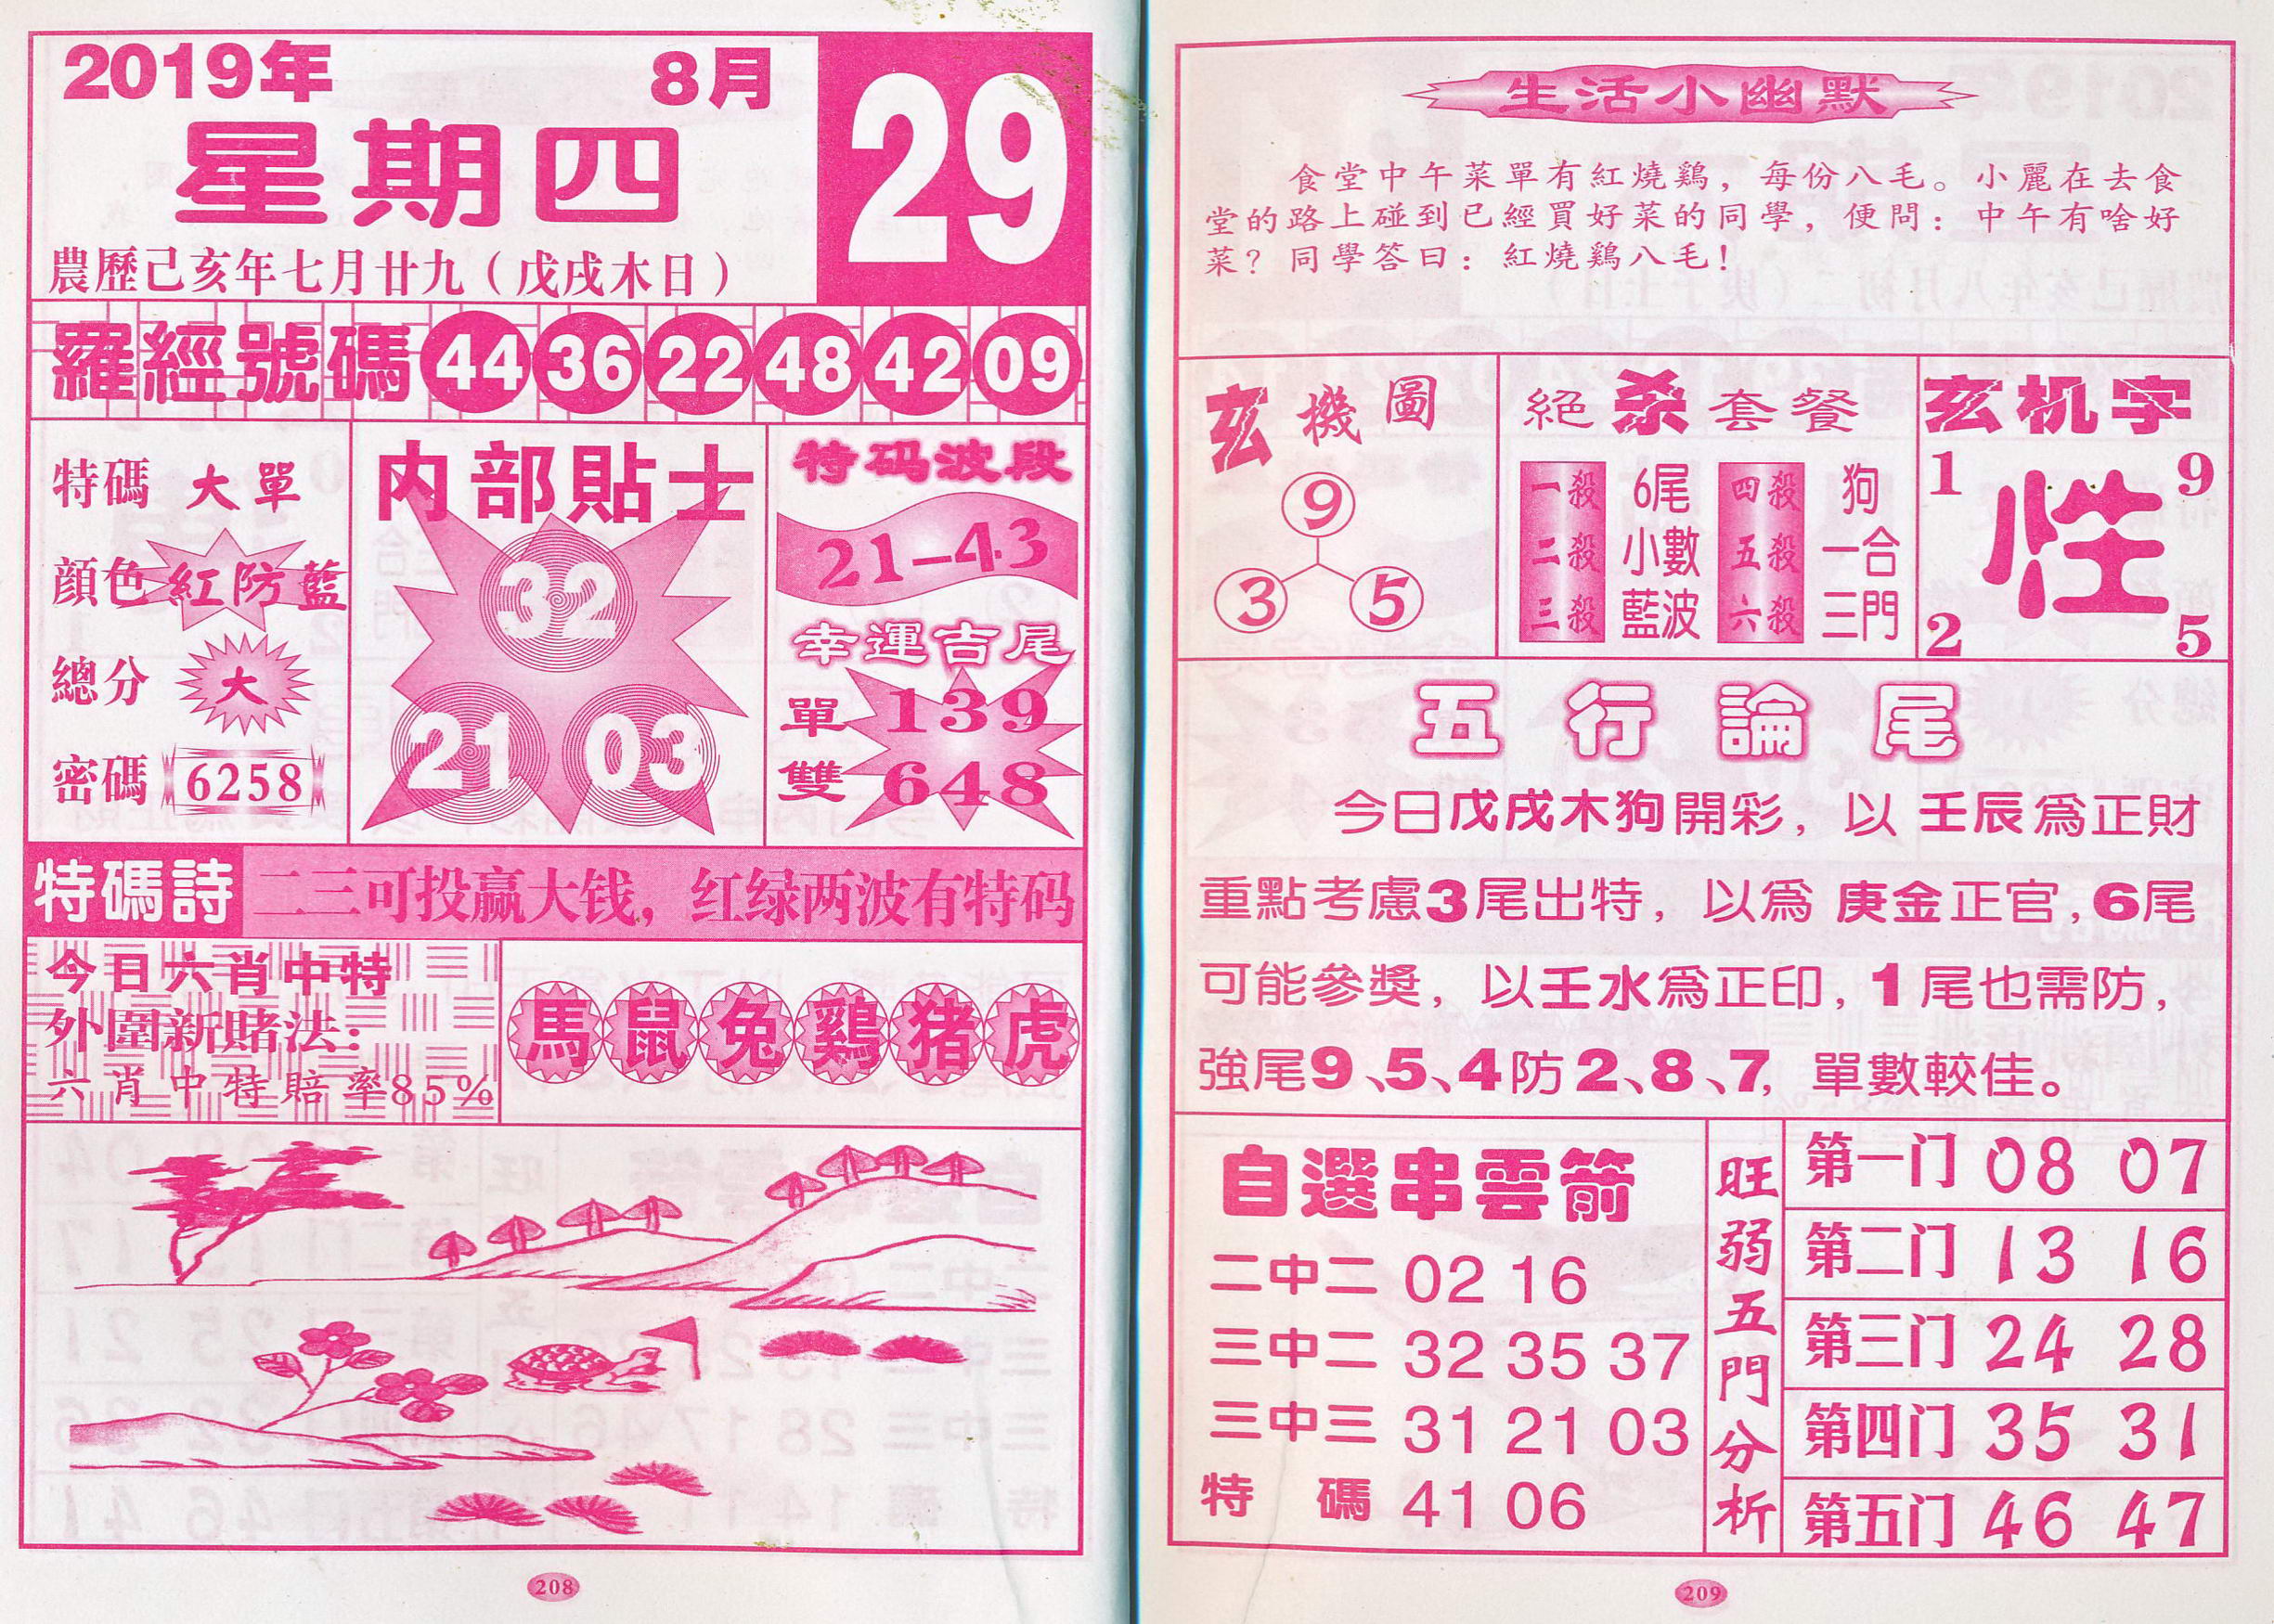 2019年 8月
29
星期四
農歷己亥年七月廿九(戊戌木日)
羅經號碼 44 36 22 48 42 09
特碼 大單
顔色 紅防藍
總分 大
密碼 6258
内部貼士
32
21 03
特码波段
21-43
幸運吉尾
單 139
雙 648
特碼詩 二三可投赢大钱,红绿两波有特码
今日六肖中特
外圍新賭法:
六肖中特賠率85%
馬鼠兔鷄猪虎
208
生活小幽默
食堂中午菜單有紅燒鷄,每份八毛。小麗在去食
堂的路上碰到已經買好菜的同學,便問:中午有啥好
菜?同學答曰:紅燒鷄八毛!
玄機圖
9
3 5
絕杀套餐
一殺 6尾 四殺 狗
二殺 小數 五殺 一合
三殺 藍波 六殺 三門
玄机字
1 9
性
2 5
五行論尾
今日戊戌木狗開彩,以 壬辰爲正財
重點考慮3尾出特,以爲 庚金正官,6尾
可能參獎,以壬水爲正印,1尾也需防,
強尾9、5、4防2、8、7,單數較佳。
自選串雲箭
二中二 02 16
三中二 32 35 37
三中三 31 21 03
特 碼 41 06
旺弱五門分析
第一门 08 07
第二门 13 16
第三门 24 28
第四门 35 31
第五门 46 47
209